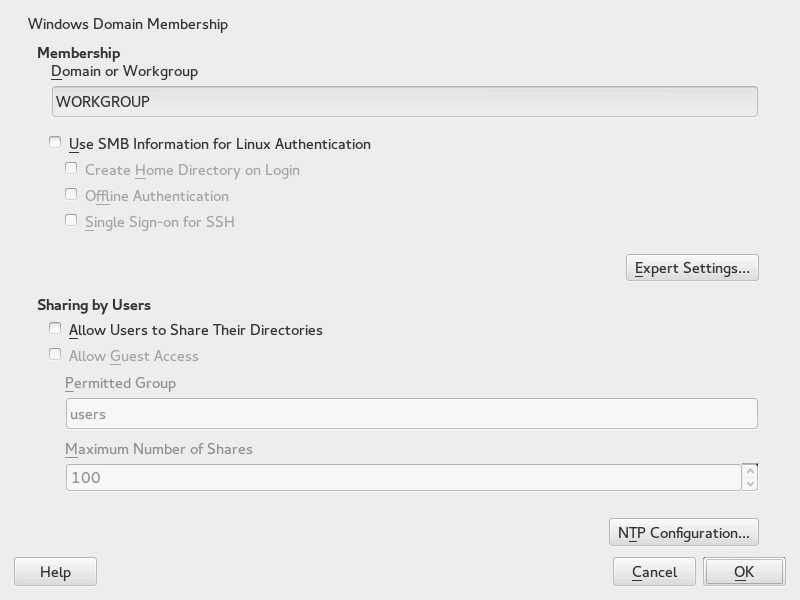 Windows Domain Membership
Membership
Domain or Workgroup
WORKGROUP
Use SMB Information for Linux Authentication
Create Home Directory on Login
Offline Authentication
Single Sign-on for SSH
Expert Settings...
Sharing by Users
Allow Users to Share Their Directories
Allow Guest Access
Permitted Group
users
Maximum Number of Shares
100
NTP Configuration...
Help
Cancel
OK